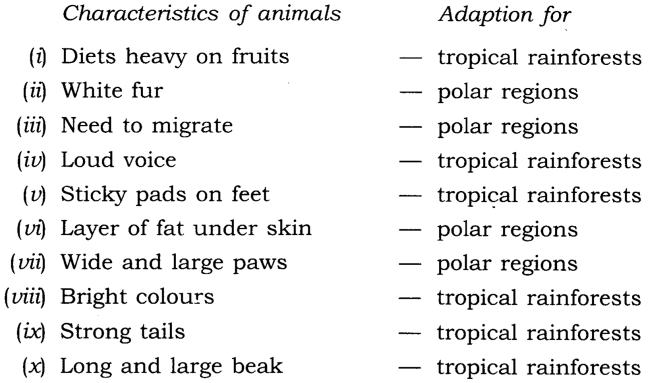 Characteristics of animals Adaption for
(i) Diets heavy on fruits — tropical rainforests
(ii) White fur — polar regions
(iii) Need to migrate — polar regions
(iv) Loud voice — tropical rainforests
(v) Sticky pads on feet — tropical rainforests
(vi) Layer of fat under skin — polar regions
(vii) Wide and large paws — polar regions
(viii) Bright colours — tropical rainforests
(ix) Strong tails — tropical rainforests
(x) Long and large beak — tropical rainforests